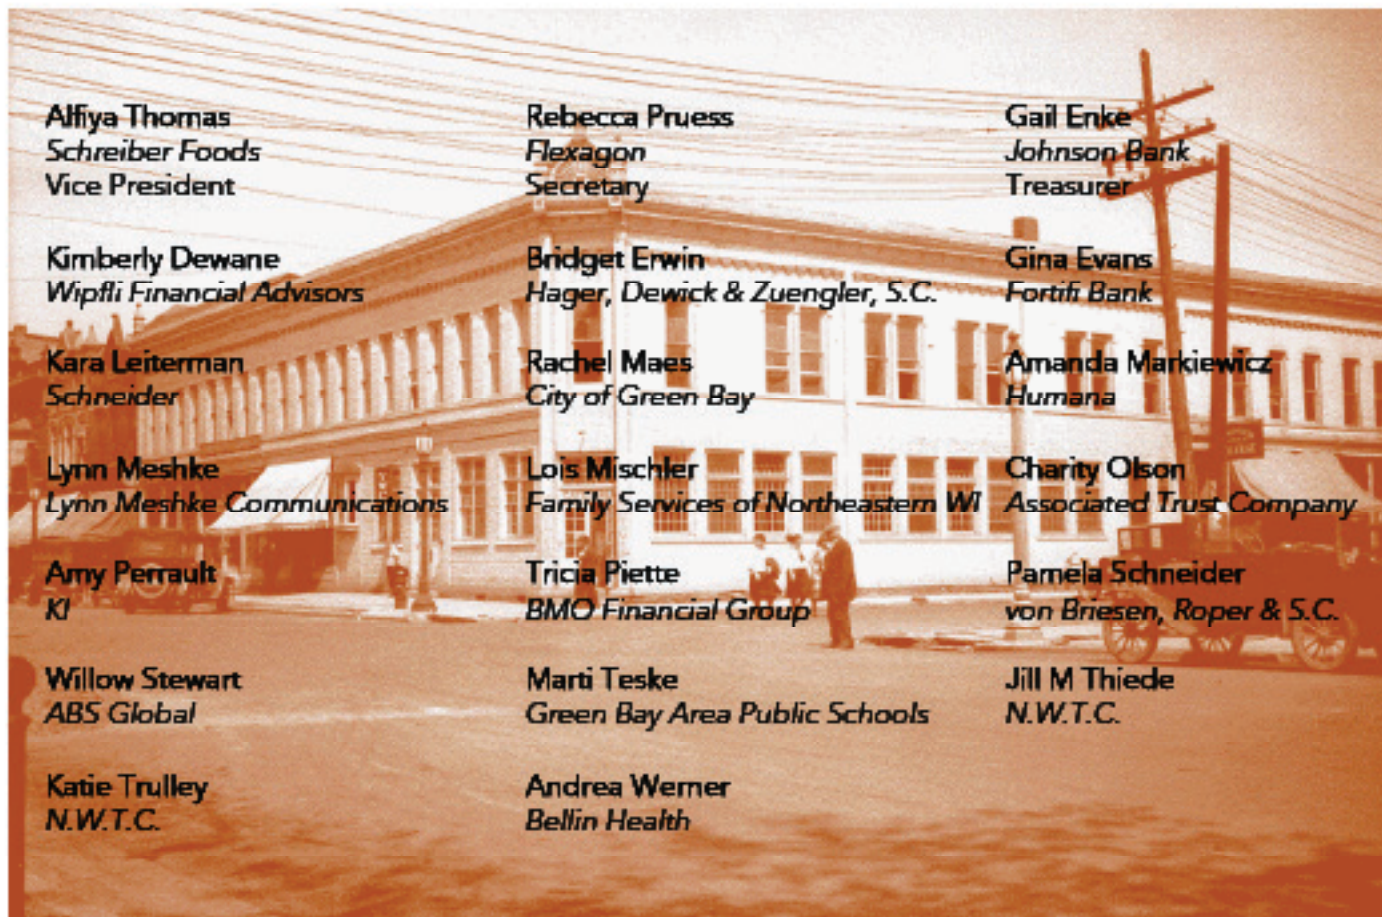 Alfiya Thomas
Schreiber Foods
Vice President
Rebecca Pruess
Flexagon
Secretary
Gail Enke
Johnson Bank
Treasurer
Kimberly Dewane
Wipfli Financial Advisors
Bridget Erwin
Hager, Dewick & Zuengler, S.C.
Gina Evans
Fortifi Bank
Kara Leiterman
Schneider
Rachel Maes
City of Green Bay
Amanda Markiewicz
Humana
Lynn Meshke
Lynn Meshke Communications
Lois Mischler
Family Services of Northeastern WI
Charity Olson
Associated Trust Company
Amy Perrault
KI
Tricia Piette
BMO Financial Group
Pamela Schneider
von Briesen, Roper & S.C.
Willow Stewart
ABS Global
Marti Teske
Green Bay Area Public Schools
Jill M Thiede
N.W.T.C.
Katie Trulley
N.W.T.C.
Andrea Werner
Bellin Health